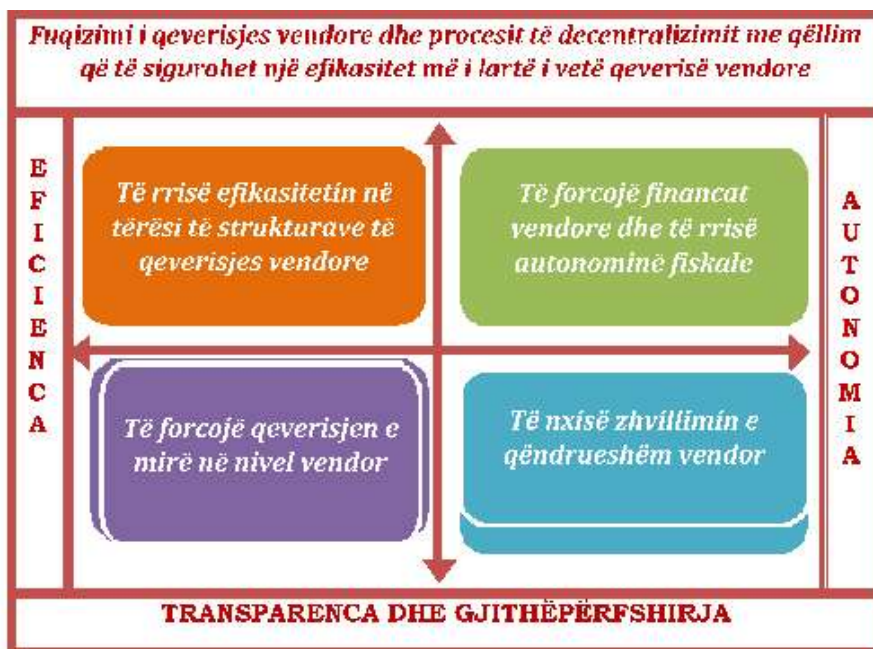 Fuqizimi i qeverisjes vendore dhe procesit të decentralizimit me qëllim
që të sigurohet një efikasitet më i lartë i vetë qeverisë vendore
EFICIENCA
Të rrisë efikasitetin në
tërësi të strukturave të
qeverisjes vendore
Të forcojë financat
vendore dhe të rrisë
autonominë fiskale
AUTONOMIA
Të forcojë qeverisjen e
mirë në nivel vendor
Të nxisë zhvillimin e
qëndrueshëm vendor
TRANSPARENCA DHE GJITHËPËRFSHIRJA